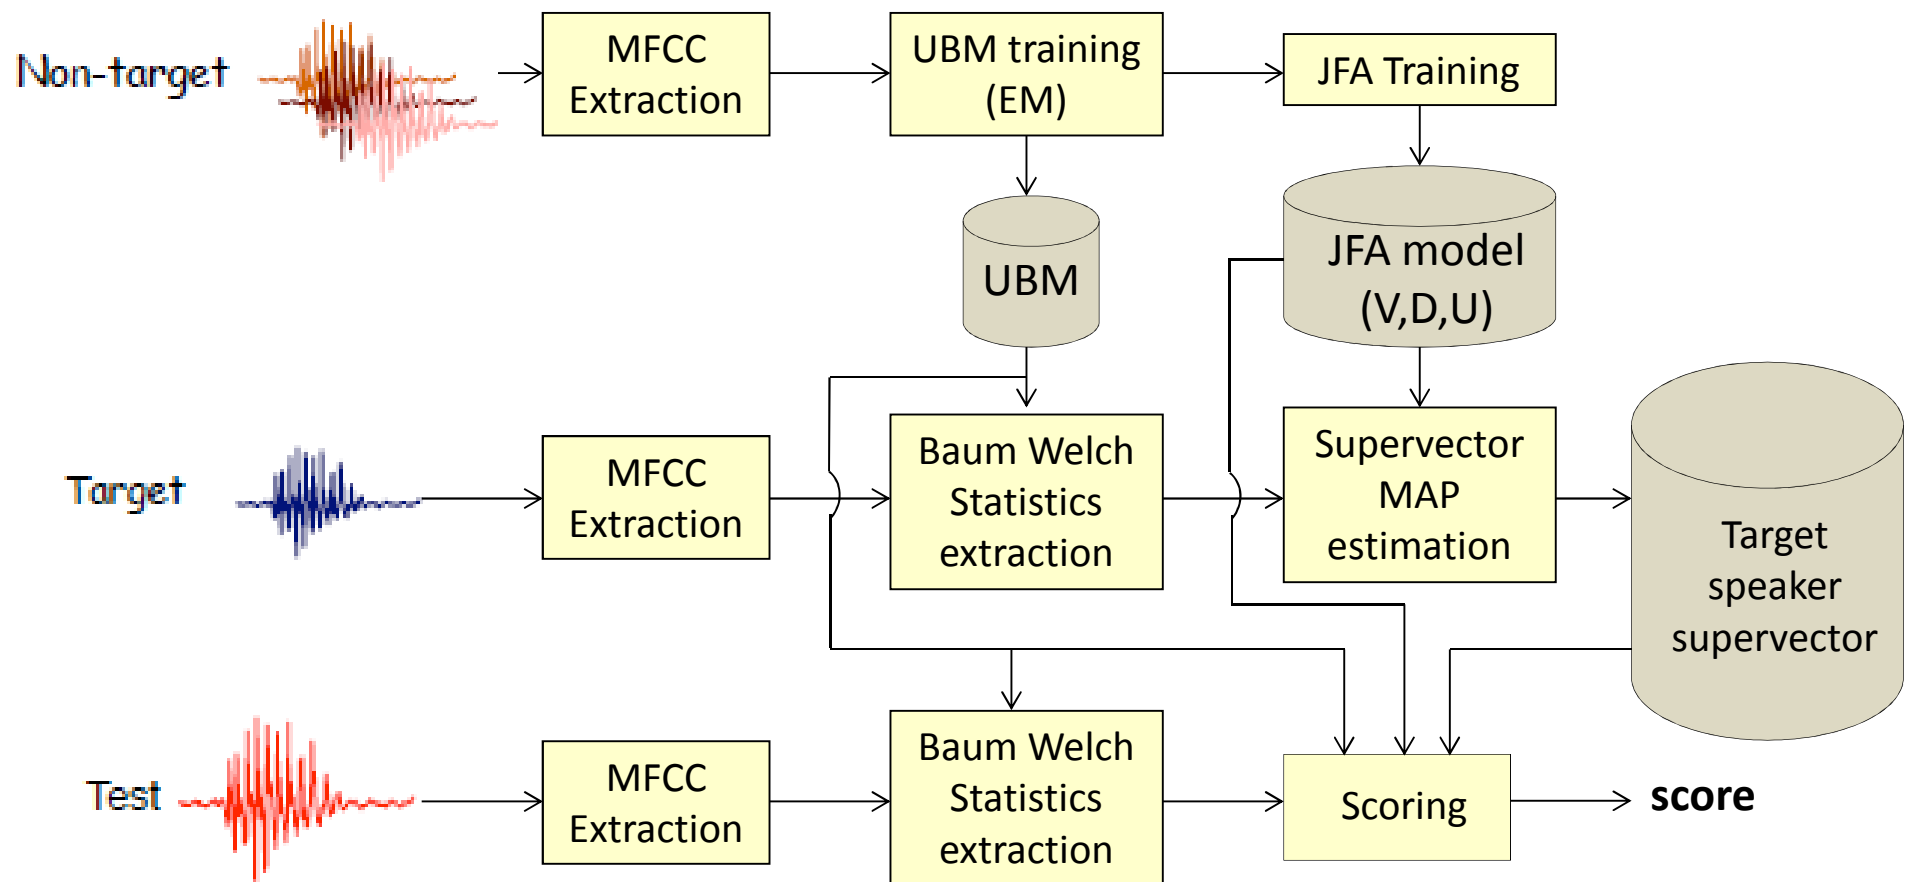 Non-target
MFCC
Extraction
UBM training
(EM)
JFA Training
UBM
JFA model
(V,D,U)
Target
MFCC
Extraction
Baum Welch
Statistics
extraction
Supervector
MAP
estimation
Target
speaker
supervector
Test
MFCC
Extraction
Baum Welch
Statistics
extraction
Scoring
score